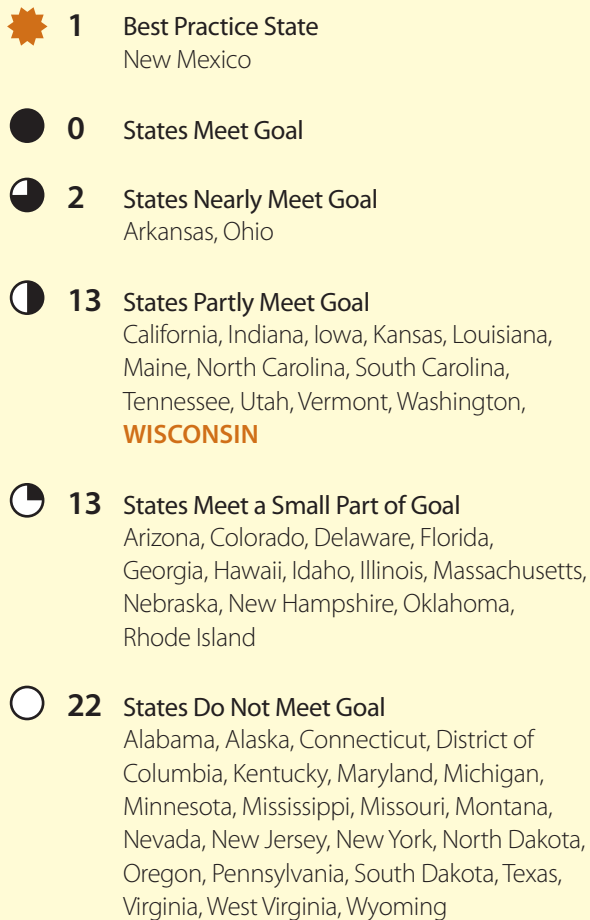 1 Best Practice State
New Mexico
0 States Meet Goal
2 States Nearly Meet Goal
Arkansas, Ohio
13 States Partly Meet Goal
California, Indiana, Iowa, Kansas, Louisiana,
Maine, North Carolina, South Carolina,
Tennessee, Utah, Vermont, Washington,
WISCONSIN
13 States Meet a Small Part of Goal
Arizona, Colorado, Delaware, Florida,
Georgia, Hawaii, Idaho, Illinois, Massachusetts,
Nebraska, New Hampshire, Oklahoma,
Rhode Island
22 States Do Not Meet Goal
Alabama, Alaska, Connecticut, District of
Columbia, Kentucky, Maryland, Michigan,
Minnesota, Mississippi, Missouri, Montana,
Nevada, New Jersey, New York, North Dakota,
Oregon, Pennsylvania, South Dakota, Texas,
Virginia, West Virginia, Wyoming